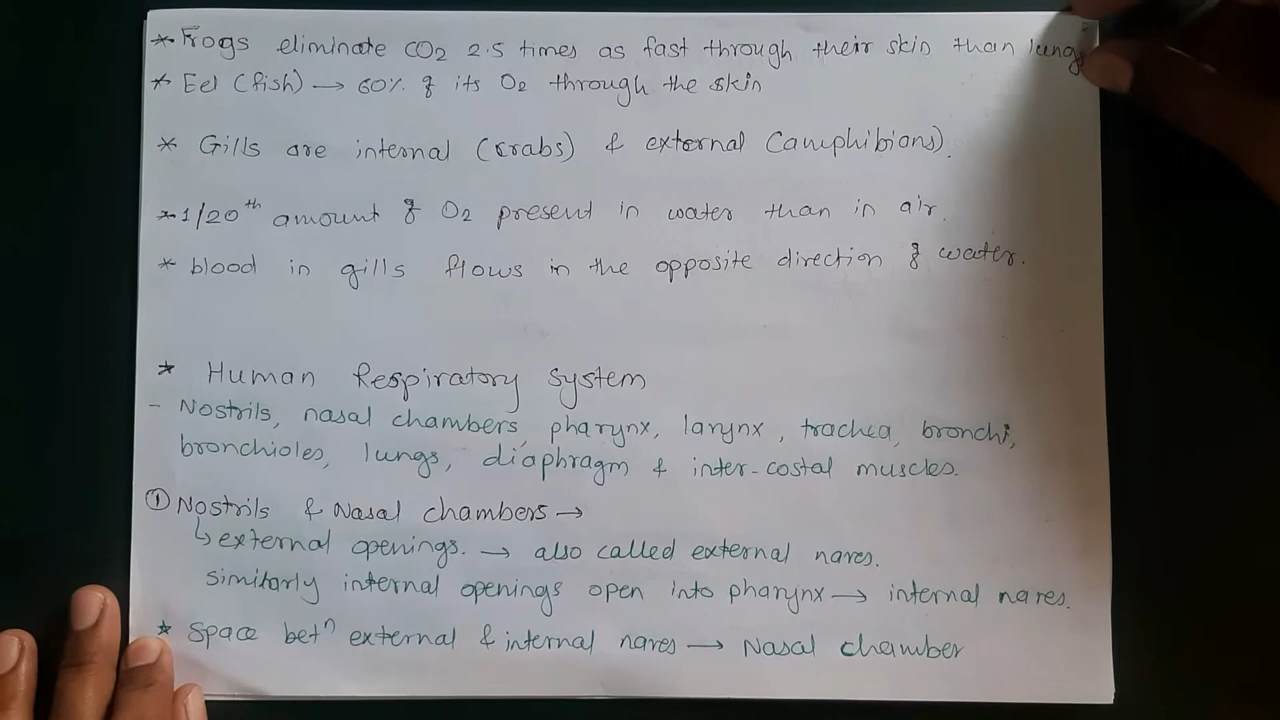 * Frogs eliminate CO2 2.5 times as fast through their skin than lungs
* Eel (fish) → 60% of its O2 through the skin
* Gills are internal (crabs) & external (amphibians).
* 1/20th amount of O2 present in water than in air.
* blood in gills flows in the opposite direction of water.
* Human Respiratory System
- Nostrils, nasal chambers, pharynx, larynx, trachea, bronchi,
bronchioles, lungs, diaphragm & inter-costal muscles.
① Nostrils & Nasal chambers →
↳ external openings. → also called external nares.
similarly internal openings open into pharynx → internal nares.
* Space betn external & internal nares → Nasal chamber